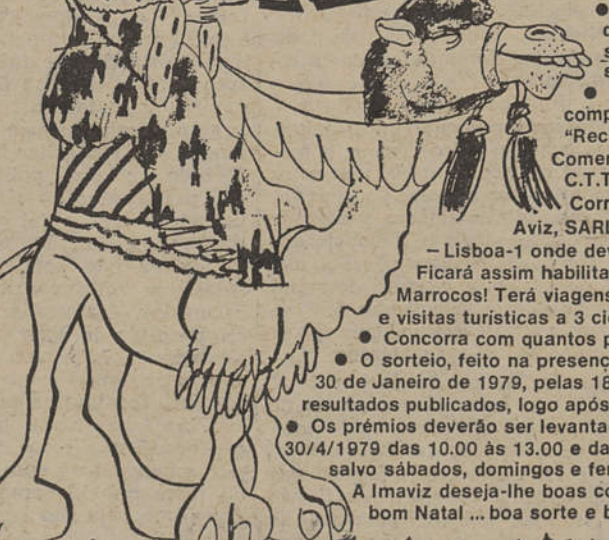 ●
●
comp
"Rec
Comer
C.T.T
Corr
Aviz, SARL
– Lisboa-1 onde dev
Ficará assim habilita
Marrocos! Terá viagens
e visitas turísticas a 3 cid
● Concorra com quantos p
● O sorteio, feito na presenç
30 de Janeiro de 1979, pelas 18
resultados publicados, logo após
● Os prémios deverão ser levanta
30/4/1979 das 10.00 às 13.00 e da
salvo sábados, domingos e fer
A Imaviz deseja-lhe boas co
bom Natal ... boa sorte e b